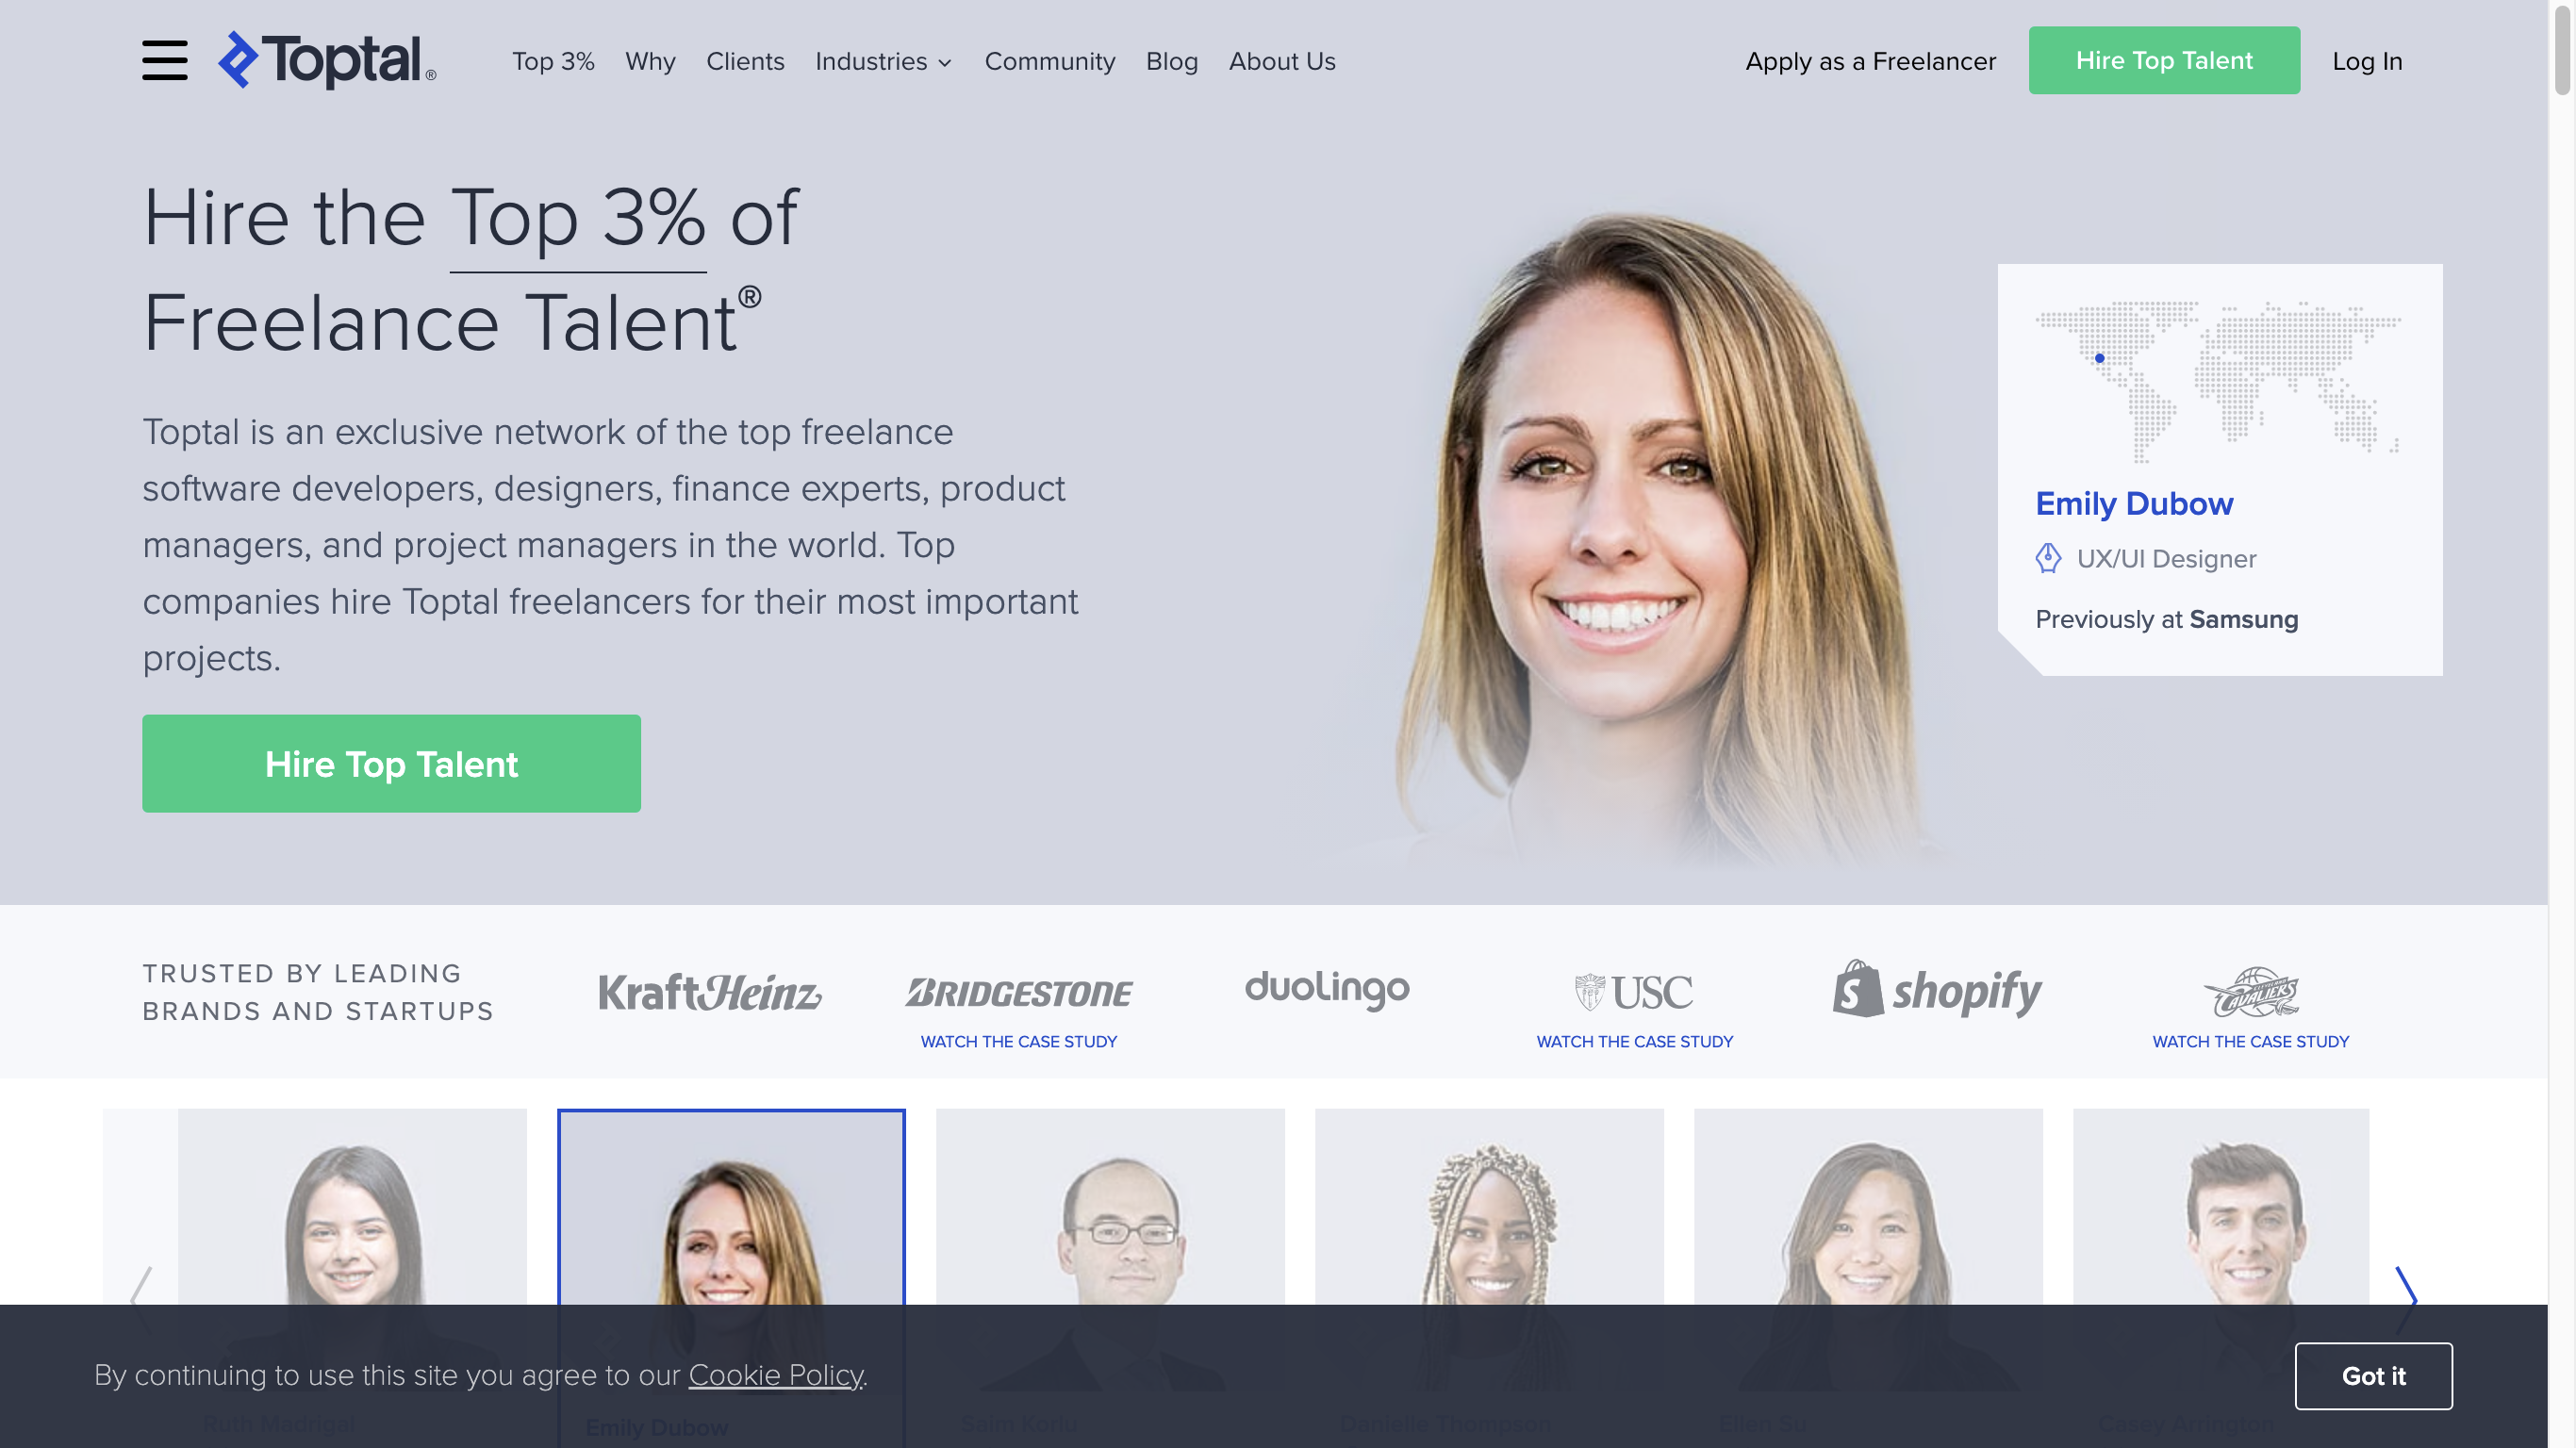 Toptal®
Top 3% Why Clients Industries Community Blog About Us
Apply as a Freelancer Hire Top Talent Log In
Hire the Top 3% of
Freelance Talent®
Toptal is an exclusive network of the top freelance
software developers, designers, finance experts, product
managers, and project managers in the world. Top
companies hire Toptal freelancers for their most important
projects.
Hire Top Talent
Emily Dubow
UX/UI Designer
Previously at Samsung
TRUSTED BY LEADING
BRANDS AND STARTUPS
KraftHeinz
BRIDGESTONE
WATCH THE CASE STUDY
duolingo
USC
WATCH THE CASE STUDY
shopify
CAVALIERS
WATCH THE CASE STUDY
By continuing to use this site you agree to our Cookie Policy.
Got it
Ruth Madrigal
Emily Dubow
Salm Korlu
Danielle Thompson
Ellen Su
Casey Arrington